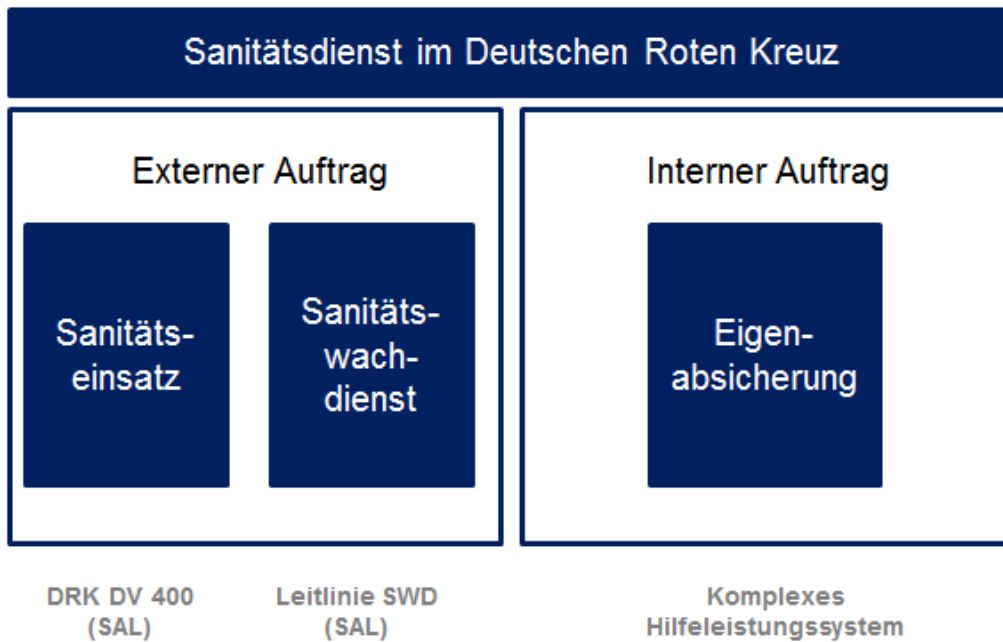 Sanitätsdienst im Deutschen Roten Kreuz
Externer Auftrag
Sanitäts-
einsatz
Sanitäts-
wach-
dienst
Interner Auftrag
Eigen-
absicherung
DRK DV 400
(SAL)
Leitlinie SWD
(SAL)
Komplexes
Hilfeleistungssystem